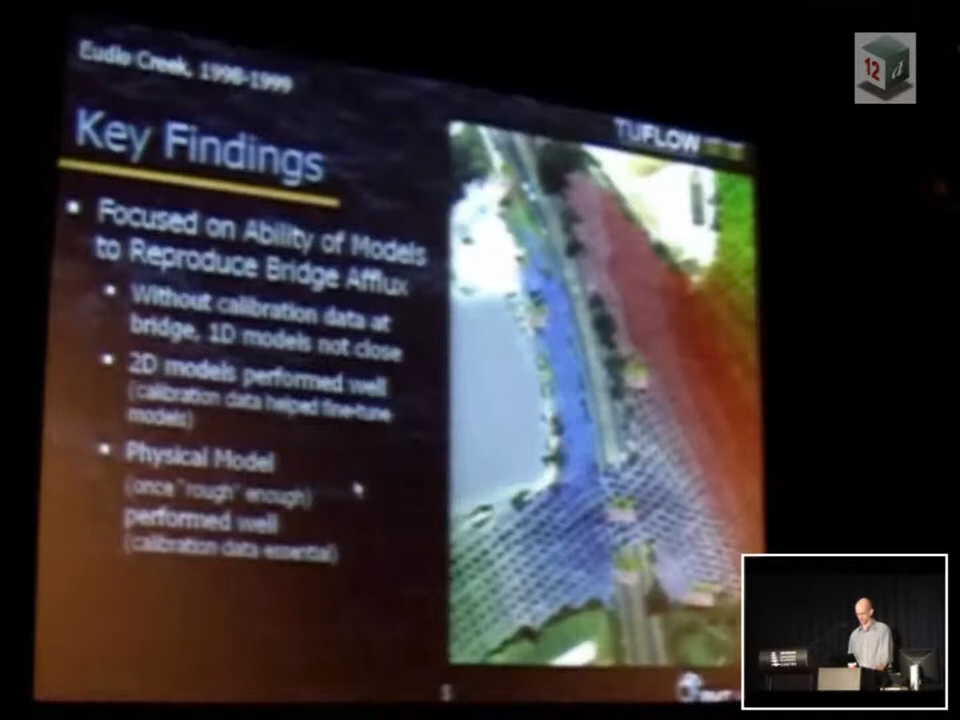 Eudlo Creek, 1998-1999
TUFLOW
12
d
Key Findings
Focused on Ability of Models
to Reproduce Bridge Afflux
Without calibration data at
bridge, 1D models not close
2D models performed well
(calibration data helped fine-tune
models)
Physical Model
(once "rough" enough)
performed well
(calibration data essential)